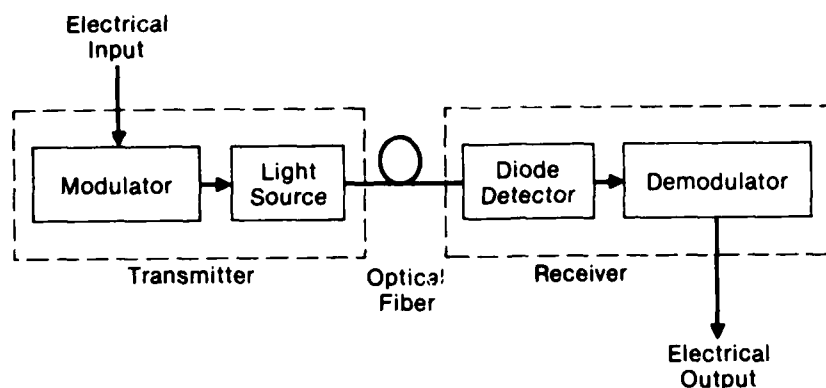 Electrical
Input
Modulator
Light
Source
Diode
Detector
Demodulator
Transmitter
Optical
Fiber
Receiver
Electrical
Output